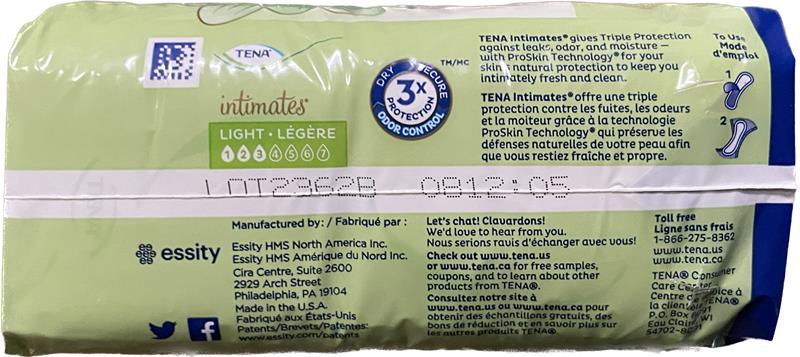 TENA
intimates®
LIGHT • LÉGÈRE
1 2 3 4 5 6 7
DRY SECURE
3X
PROTECTION
ODOR CONTROL
TM/MC
TENA Intimates® gives Triple Protection
against leaks, odor, and moisture —
with ProSkin Technology® for your
skin's natural protection to keep you
intimately fresh and clean.
TENA Intimates® offre une triple
protection contre les fuites, les odeurs
et la moiteur grâce à la technologie
ProSkin Technology® qui préserve les
défenses naturelles de votre peau afin
que vous restiez fraîche et propre.
To Use
Mode
d'emploi
1
2
LOT2362B 0812:05
essity
Manufactured by: / Fabriqué par :
Essity HMS North America Inc.
Essity HMS Amérique du Nord Inc.
Cira Centre, Suite 2600
2929 Arch Street
Philadelphia, PA 19104
Made in the U.S.A.
Fabriqué aux États-Unis
Patents/Brevets/Patentes:
www.essity.com/patents
Let's chat! Clavardons!
We'd love to hear from you.
Nous serions ravis d'échanger avec vous!
Check out www.tena.us
or www.tena.ca for free samples,
coupons, and to learn about other
products from TENA®.
Consultez notre site à
www.tena.us ou www.tena.ca pour
obtenir des échantillons gratuits, des
bons de réduction et en savoir plus sur
les autres produits TENA®.
Toll free
Ligne sans frais
1-866-275-8362
www.tena.us
www.tena.ca
TENA® Consumer
Care Center
Centre de
la clientèle TENA®
P.O. Box
Eau Claire, WI